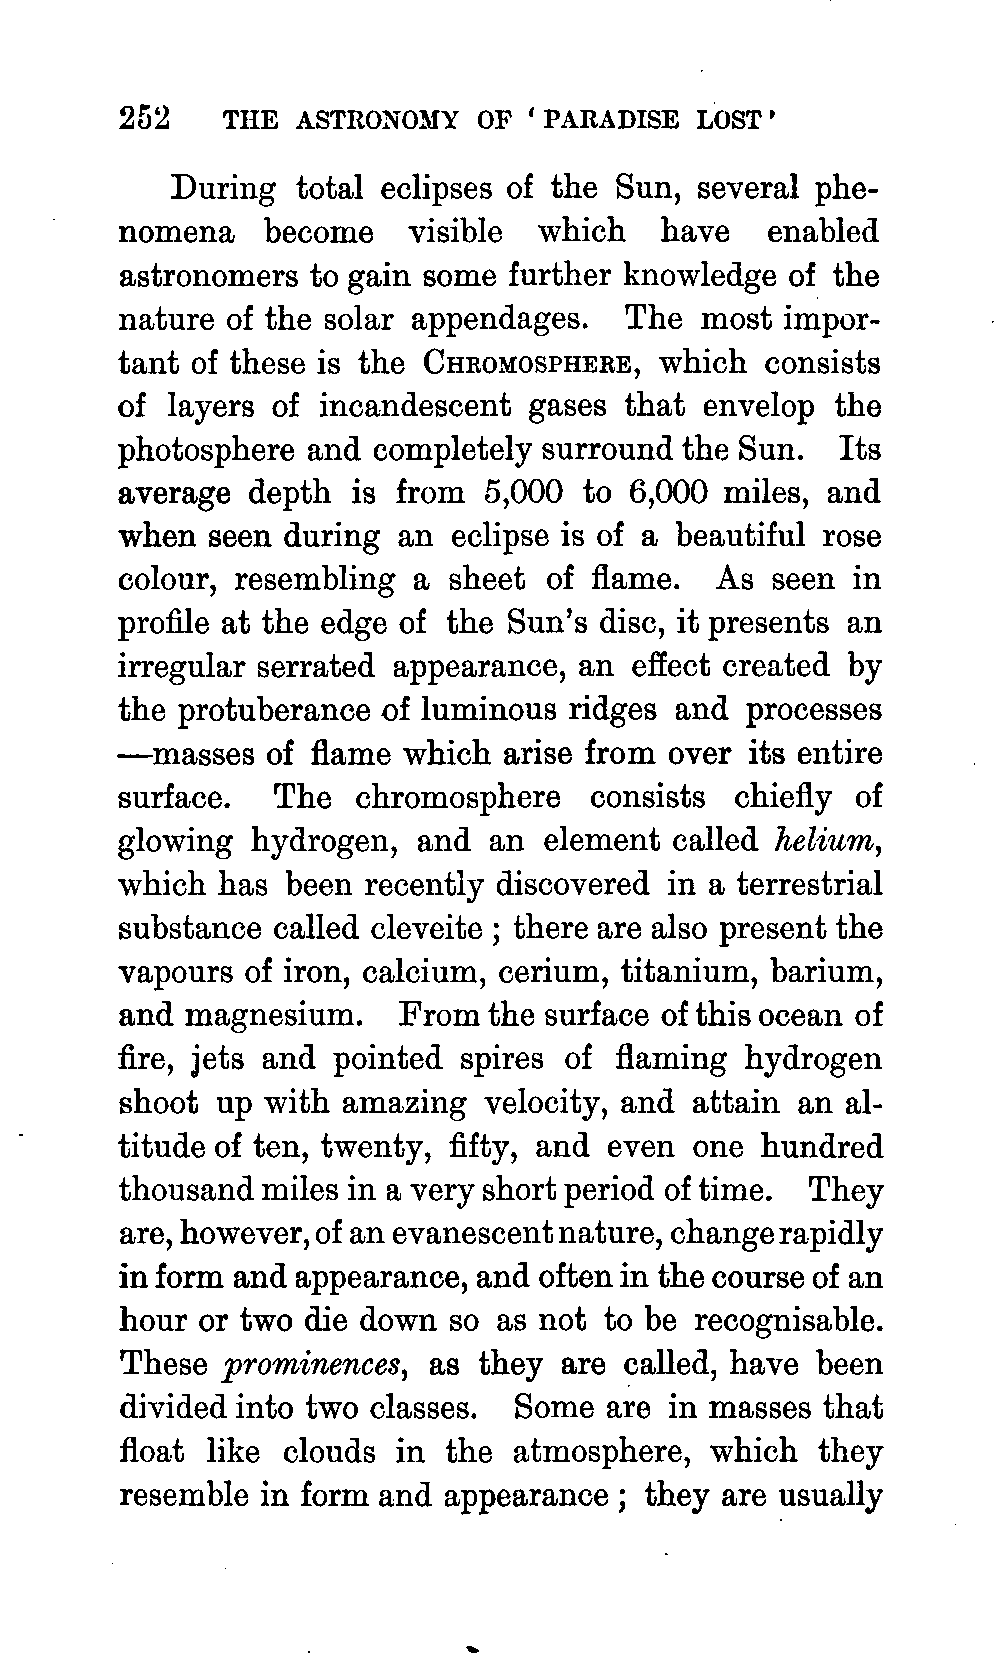 252 THE ASTRONOMY OF ‘PARADISE LOST’
During total eclipses of the Sun, several phe-
nomena become visible which have enabled
astronomers to gain some further knowledge of the
nature of the solar appendages. The most impor-
tant of these is the CHROMOSPHERE, which consists
of layers of incandescent gases that envelop the
photosphere and completely surround the Sun. Its
average depth is from 5,000 to 6,000 miles, and
when seen during an eclipse is of a beautiful rose
colour, resembling a sheet of flame. As seen in
profile at the edge of the Sun's disc, it presents an
irregular serrated appearance, an effect created by
the protuberance of luminous ridges and processes
—masses of flame which arise from over its entire
surface. The chromosphere consists chiefly of
glowing hydrogen, and an element called helium,
which has been recently discovered in a terrestrial
substance called cleveite ; there are also present the
vapours of iron, calcium, cerium, titanium, barium,
and magnesium. From the surface of this ocean of
fire, jets and pointed spires of flaming hydrogen
shoot up with amazing velocity, and attain an al-
titude of ten, twenty, fifty, and even one hundred
thousand miles in a very short period of time. They
are, however, of an evanescent nature, change rapidly
in form and appearance, and often in the course of an
hour or two die down so as not to be recognisable.
These prominences, as they are called, have been
divided into two classes. Some are in masses that
float like clouds in the atmosphere, which they
resemble in form and appearance ; they are usually